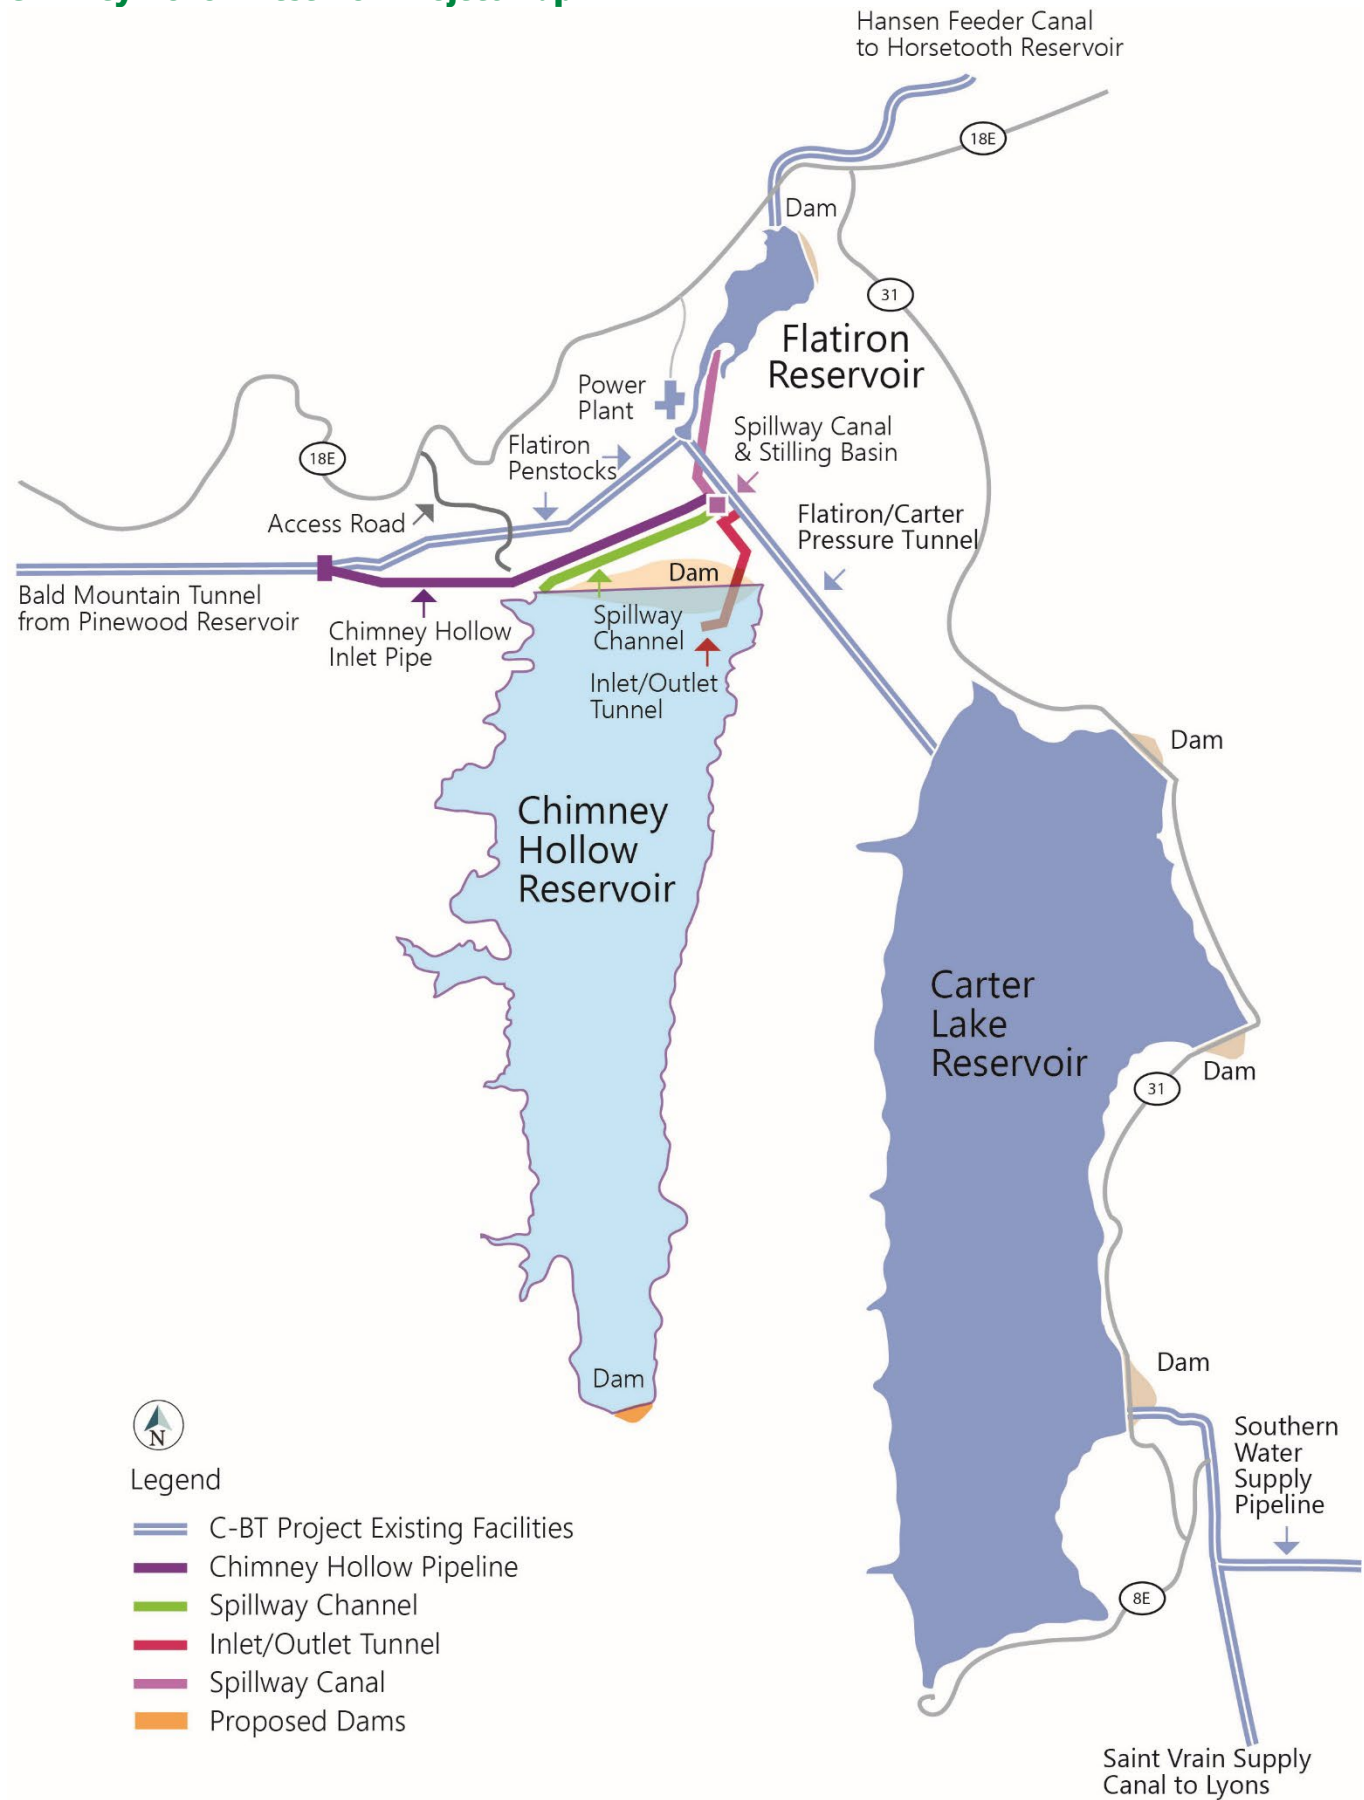 Hansen Feeder Canal
to Horsetooth Reservoir
18E
Dam
31
Flatiron
Reservoir
Power
Plant
Spillway Canal
& Stilling Basin
Flatiron
Penstocks
18E
Access Road
Flatiron/Carter
Pressure Tunnel
Dam
Bald Mountain Tunnel
from Pinewood Reservoir
Chimney Hollow
Inlet Pipe
Spillway
Channel
Inlet/Outlet
Tunnel
Dam
Chimney
Hollow
Reservoir
Carter
Lake
Reservoir
Dam
31
Dam
Dam
Southern
Water
Supply
Pipeline
8E
Saint Vrain Supply
Canal to Lyons
N
Legend
C-BT Project Existing Facilities
Chimney Hollow Pipeline
Spillway Channel
Inlet/Outlet Tunnel
Spillway Canal
Proposed Dams